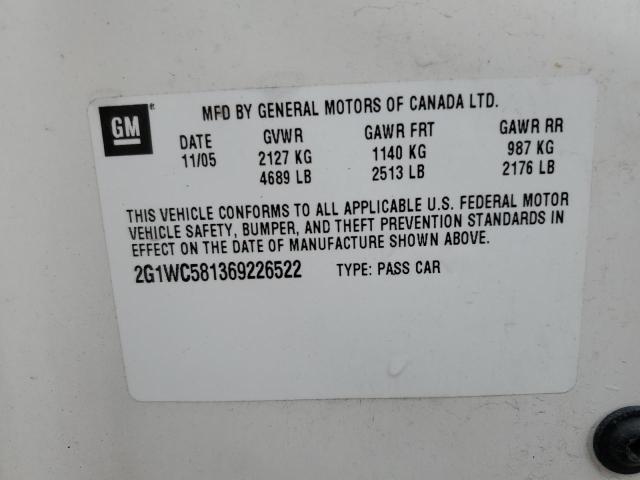 GM
MFD BY GENERAL MOTORS OF CANADA LTD.
DATE GVWR GAWR FRT GAWR RR
11/05 2127 KG 1140 KG 987 KG
4689 LB 2513 LB 2176 LB
THIS VEHICLE CONFORMS TO ALL APPLICABLE U.S. FEDERAL MOTOR
VEHICLE SAFETY, BUMPER, AND THEFT PREVENTION STANDARDS IN
EFFECT ON THE DATE OF MANUFACTURE SHOWN ABOVE.
2G1WC581369226522 TYPE: PASS CAR